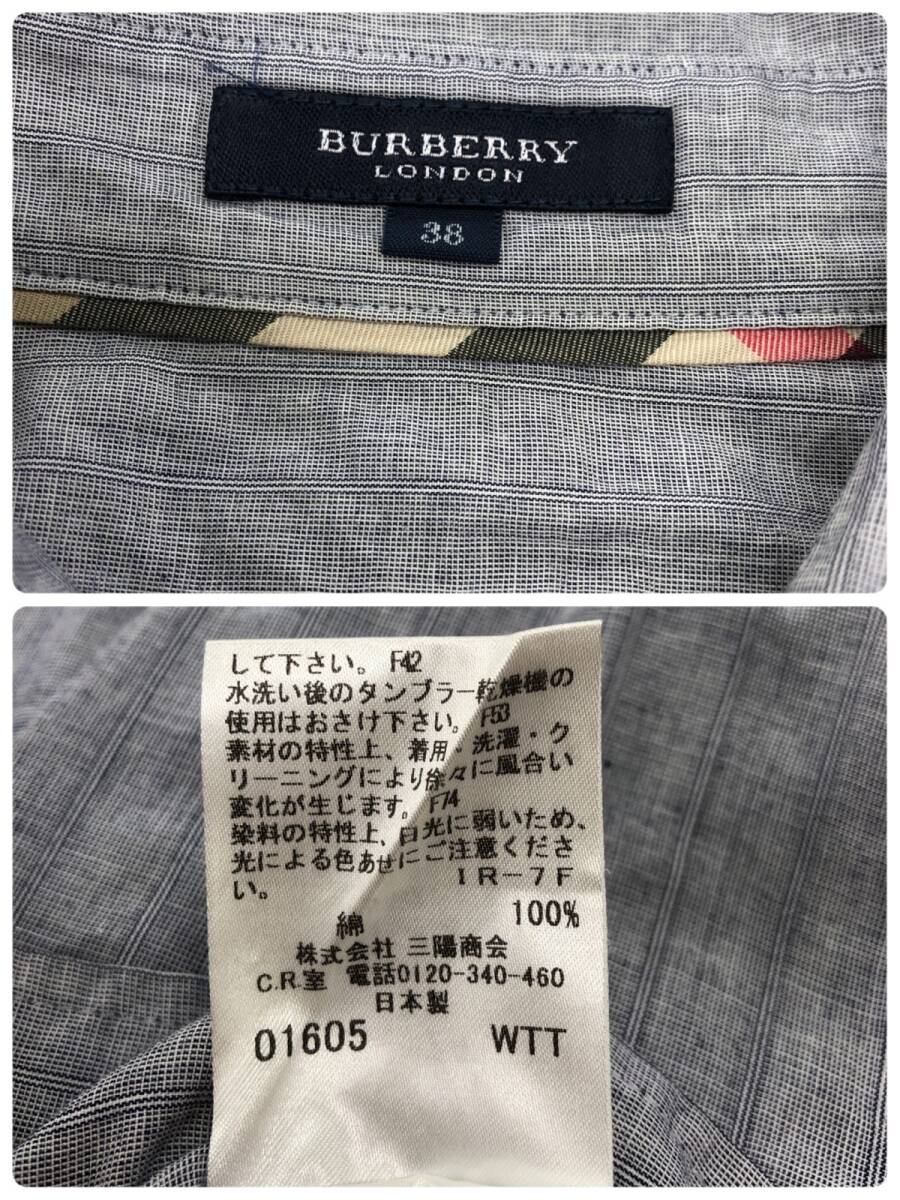 BURBERRY
LONDON
38
して下さい。 F42
水洗い後のタンブラー乾燥機の
使用はおさけ下さい。 F53
素材の特性上、着用・洗濯・ク
リーニングにより徐々に風合い
変化が生じます。 F74
染料の特性上、白光に弱いため、
光による色あせにご注意くださ
い。 IR-7F
綿 100%
株式会社 三陽商会
C.R.室 電話0120-340-460
日本製
01605 WTT